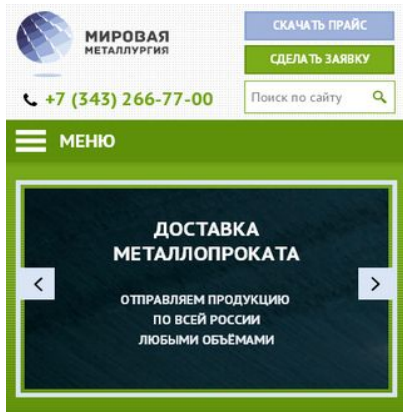 МИРОВАЯ
МЕТАЛЛУРГИЯ
СКАЧАТЬ ПРАЙС
СДЕЛАТЬ ЗАЯВКУ
+7 (343) 266-77-00
Поиск по сайту
МЕНЮ
ДОСТАВКА
МЕТАЛЛОПРОКАТА
ОТПРАВЛЯЕМ ПРОДУКЦИЮ
ПО ВСЕЙ РОССИИ
ЛЮБЫМИ ОБЪЁМАМИ